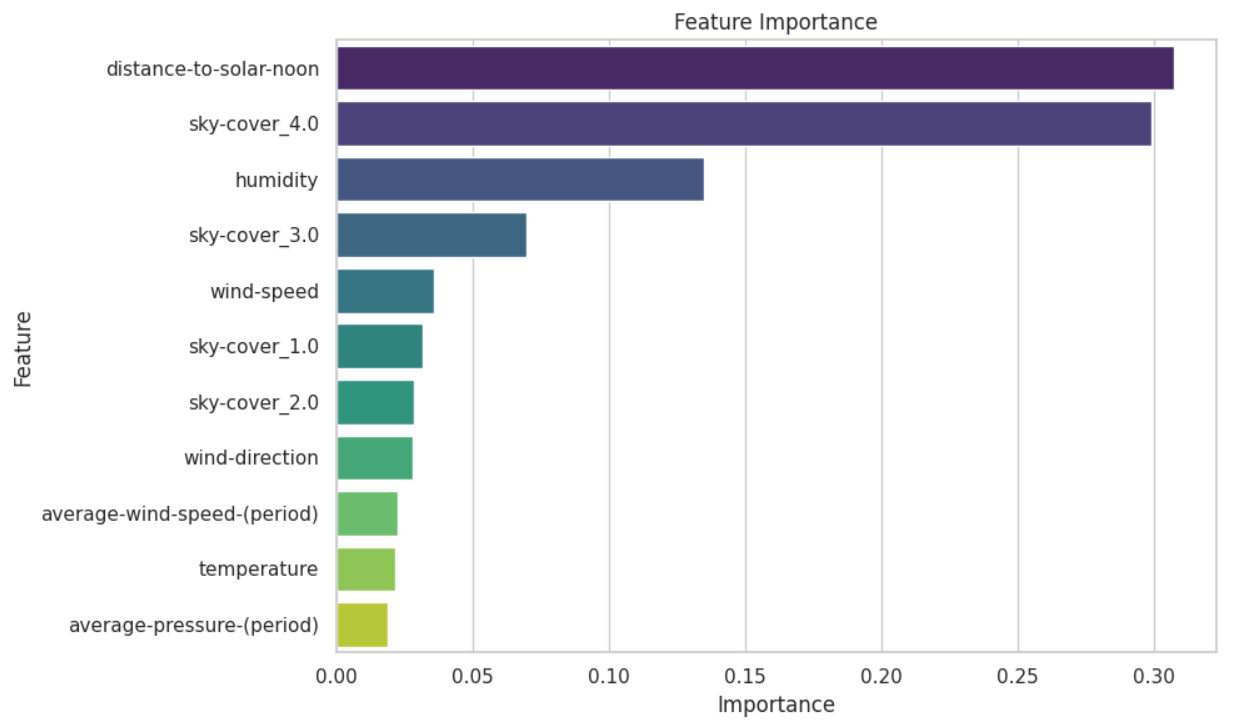 Feature Importance
Feature
distance-to-solar-noon
sky-cover_4.0
humidity
sky-cover_3.0
wind-speed
sky-cover_1.0
sky-cover_2.0
wind-direction
average-wind-speed-(period)
temperature
average-pressure-(period)
0.00 0.05 0.10 0.15 0.20 0.25 0.30
Importance